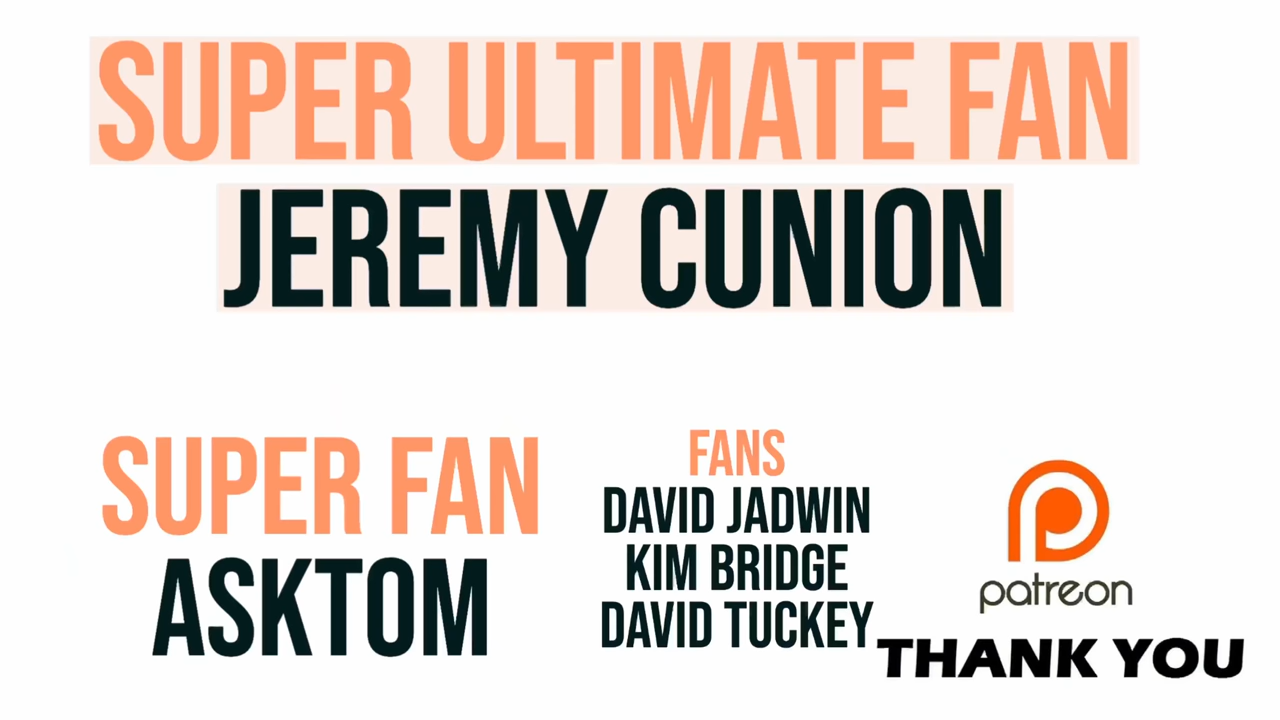 SUPER ULTIMATE FAN
JEREMY CUNION
SUPER FAN
ASKTOM
FANS
DAVID JADWIN
KIM BRIDGE
DAVID TUCKEY
patreon
THANK YOU